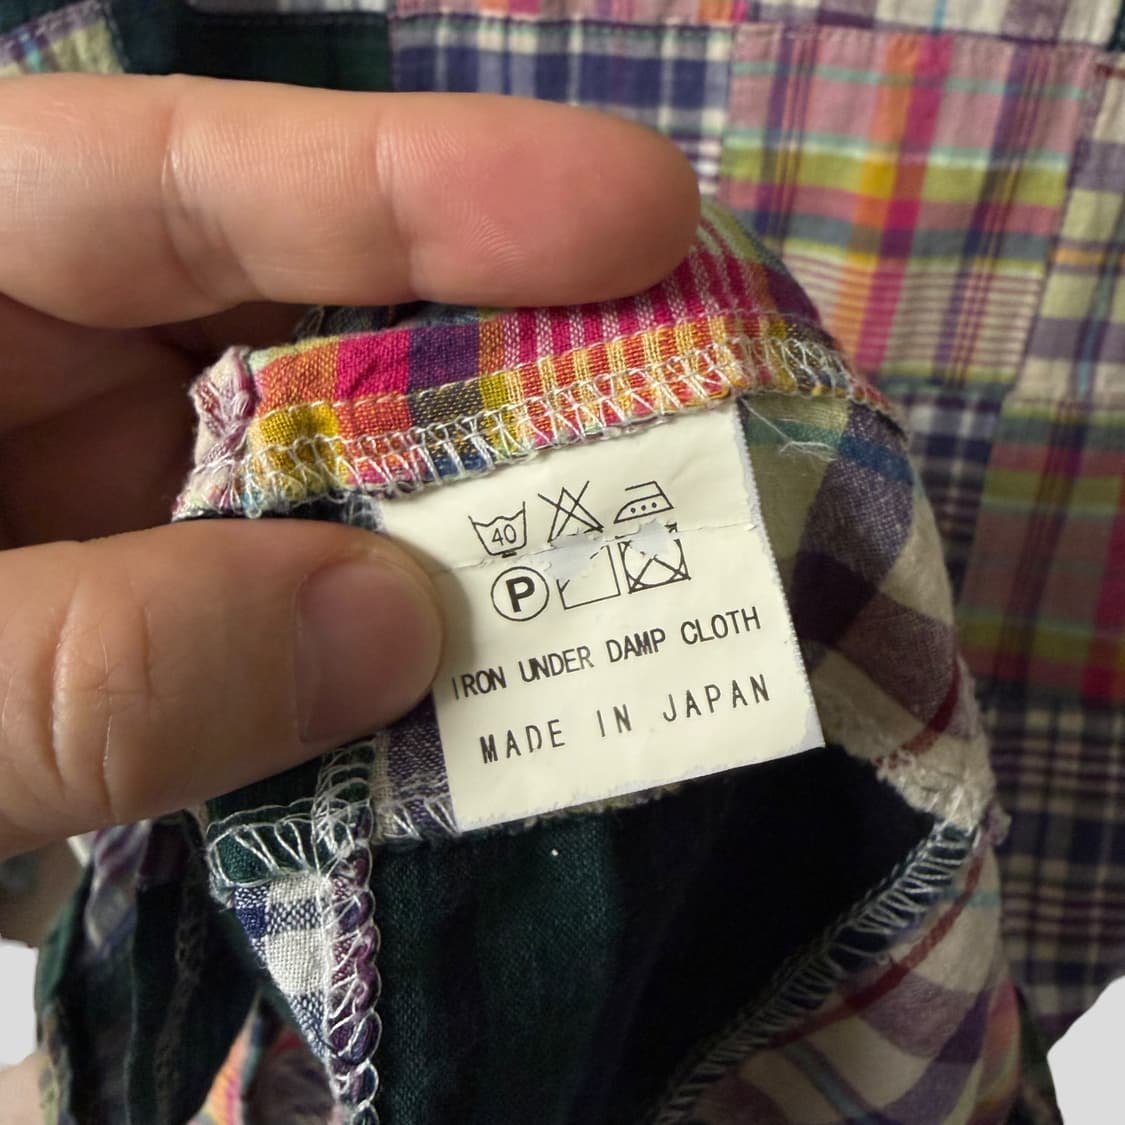 40
P
IRON UNDER DAMP CLOTH
MADE IN JAPAN